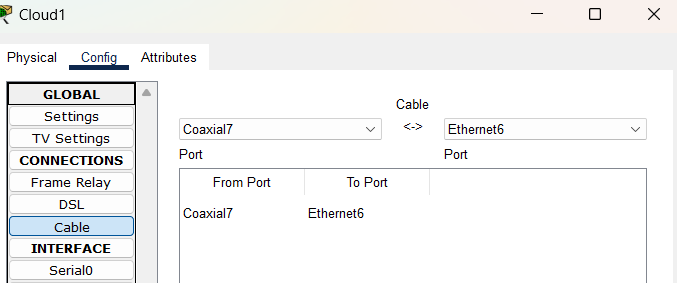 Cloud1
Physical Config Attributes
GLOBAL
Settings
TV Settings
CONNECTIONS
Frame Relay
DSL
Cable
INTERFACE
Serial0
Cable
Coaxial7 <-> Ethernet6
Port Port
From Port To Port
Coaxial7 Ethernet6